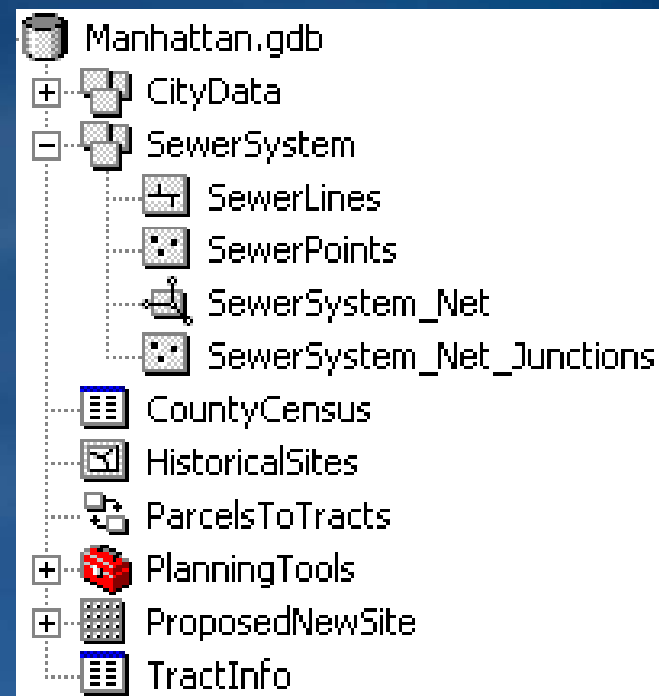 Manhattan.gdb
CityData
SewerSystem
SewerLines
SewerPoints
SewerSystem_Net
SewerSystem_Net_Junctions
CountyCensus
HistoricalSites
ParcelsToTracts
PlanningTools
ProposedNewSite
TractInfo